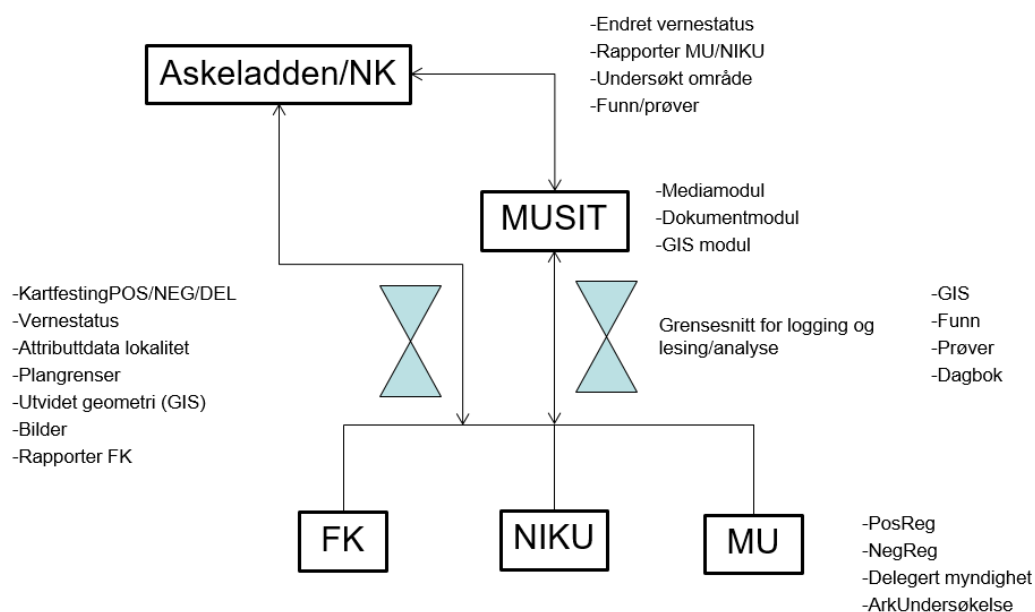 -Endret vernestatus
-Rapporter MU/NIKU
-Undersøkt område
-Funn/prøver
Askeladden/NK
MUSIT
-Mediamodul
-Dokumentmodul
-GIS modul
-KartfestingPOS/NEG/DEL
-Vernestatus
-Attributtdata lokalitet
-Plangrenser
-Utvidet geometri (GIS)
-Bilder
-Rapporter FK
Grensesnitt for logging og
lesing/analyse
-GIS
-Funn
-Prøver
-Dagbok
FK
NIKU
MU
-PosReg
-NegReg
-Delegert myndighet
-ArkUndersøkelse